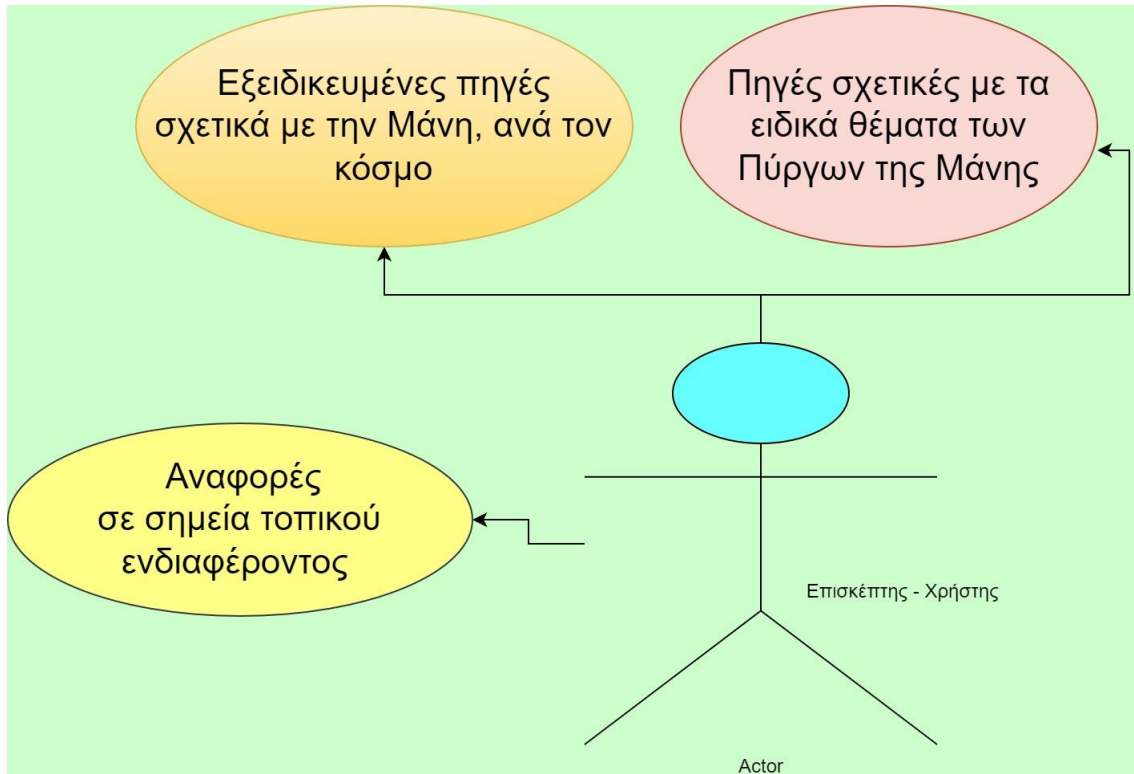 Εξειδικευμένες πηγές
σχετικά με την Μάνη, ανά τον
κόσμο
Πηγές σχετικές με τα
ειδικά θέματα των
Πύργων της Μάνης
Αναφορές
σε σημεία τοπικού
ενδιαφέροντος
Επισκέπτης - Χρήστης
Actor